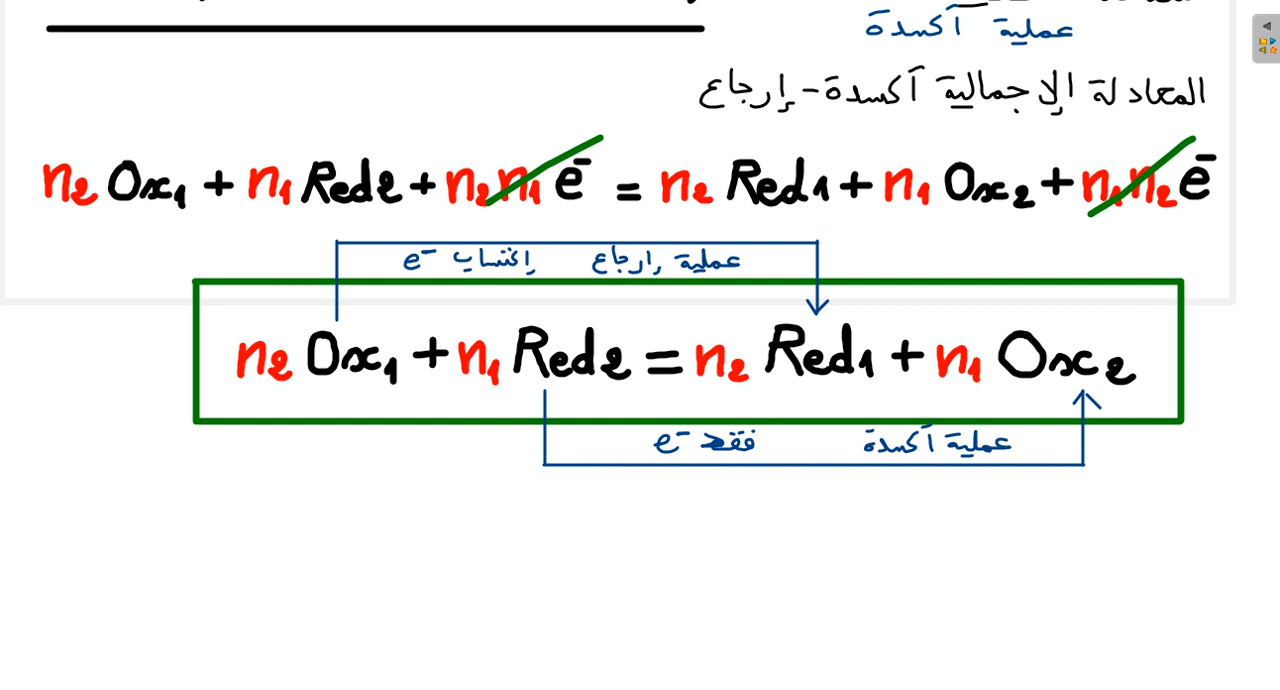 عملية أكسدة
المعادلة الإجمالية أكسدة - إرجاع
n2 Ox1 + n1 Red2 + n2n1 e⁻ = n2 Red1 + n1 Ox2 + n1n2 e⁻
عملية إرجاع إكتساب e⁻
n2 Ox1 + n1 Red2 = n2 Red1 + n1 Ox2
عملية أكسدة فقد e⁻